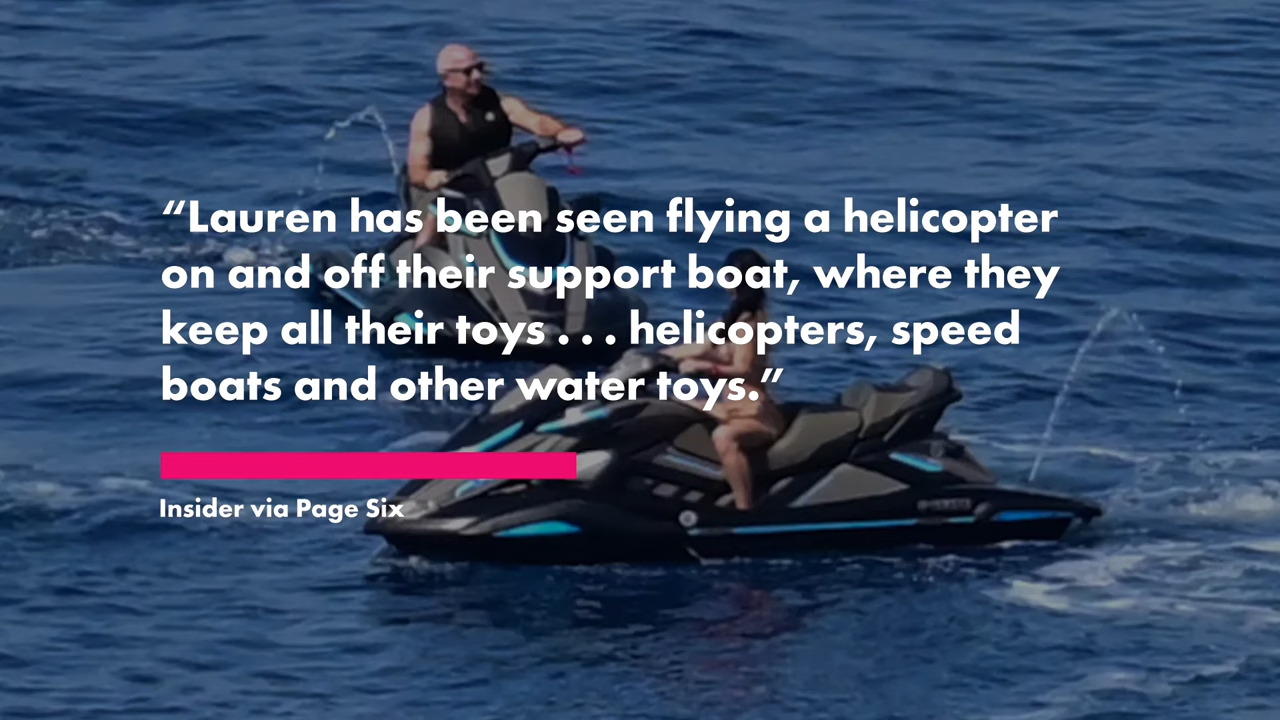 “Lauren has been seen flying a helicopter
on and off their support boat, where they
keep all their toys . . . helicopters, speed
boats and other water toys.”
Insider via Page Six